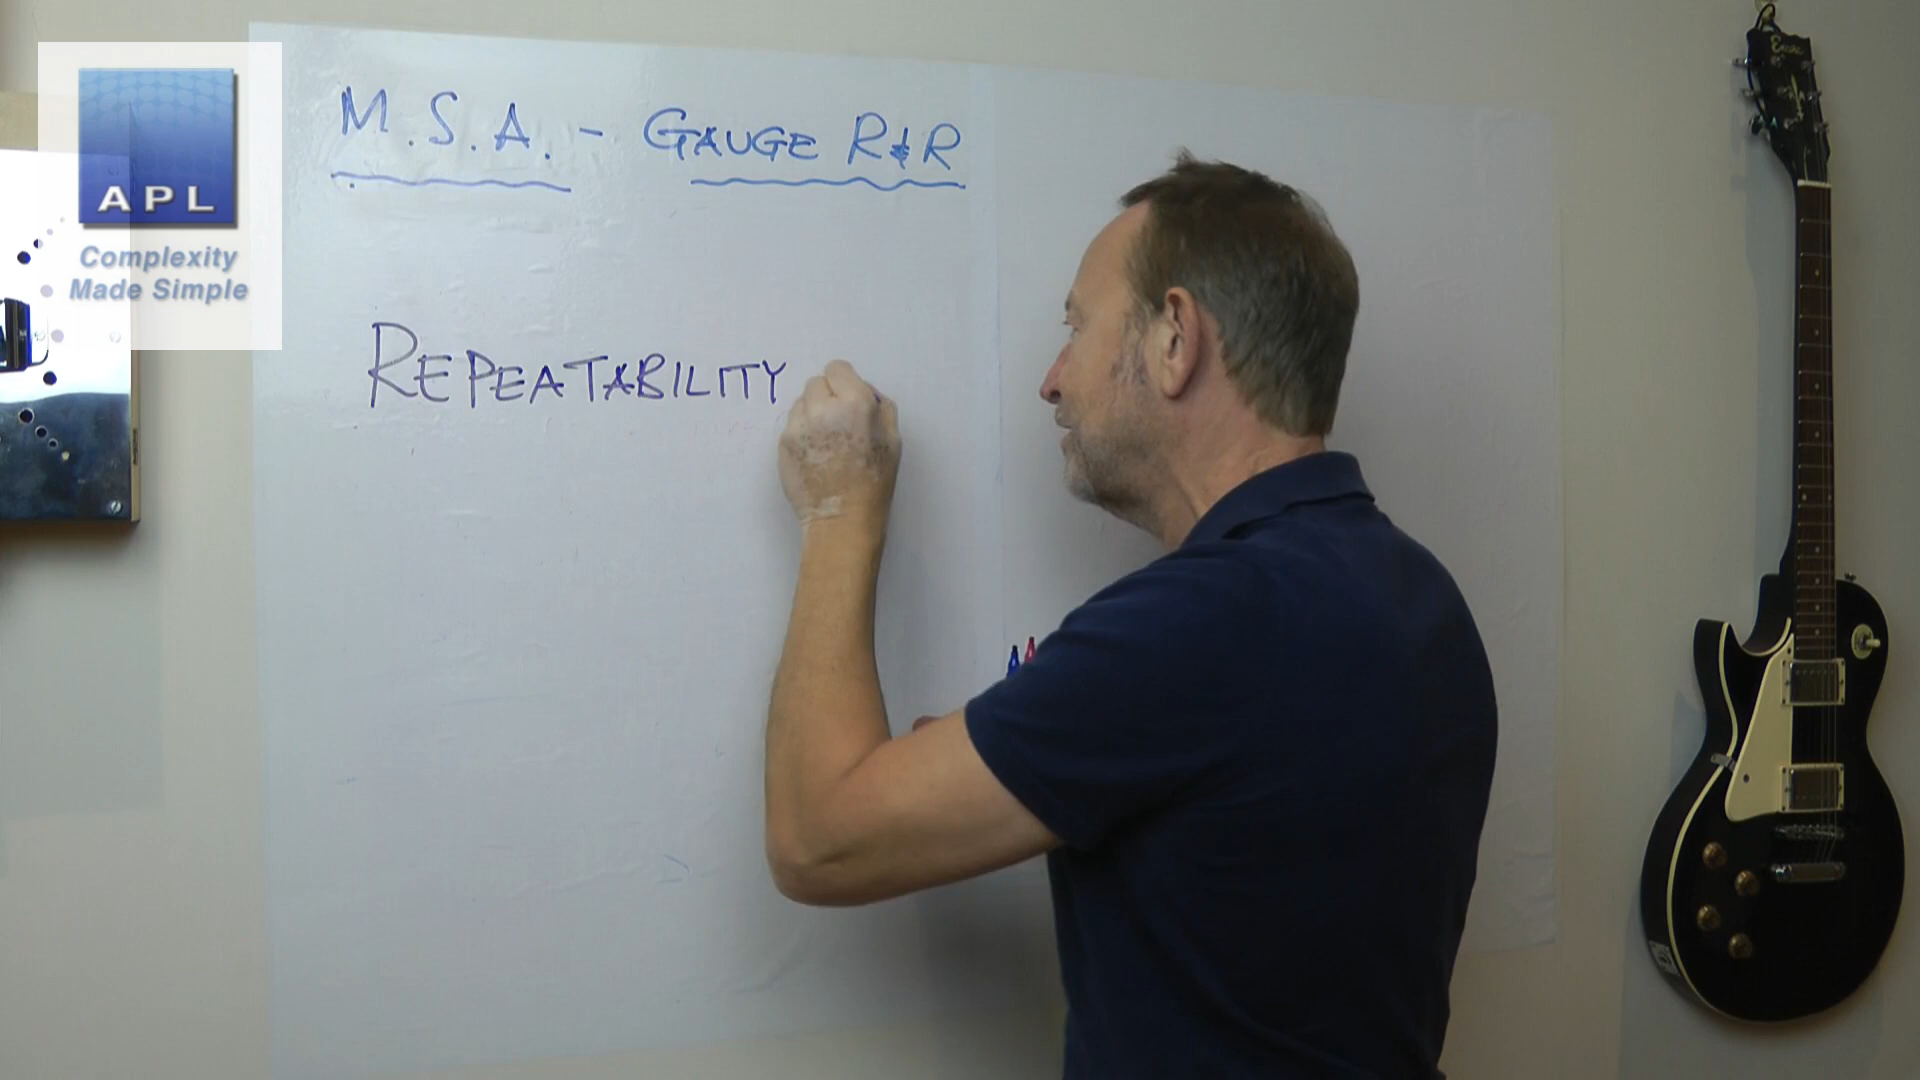 M.S.A. - GAUGE R&R
APL
Complexity
Made Simple
REPEATABILITY